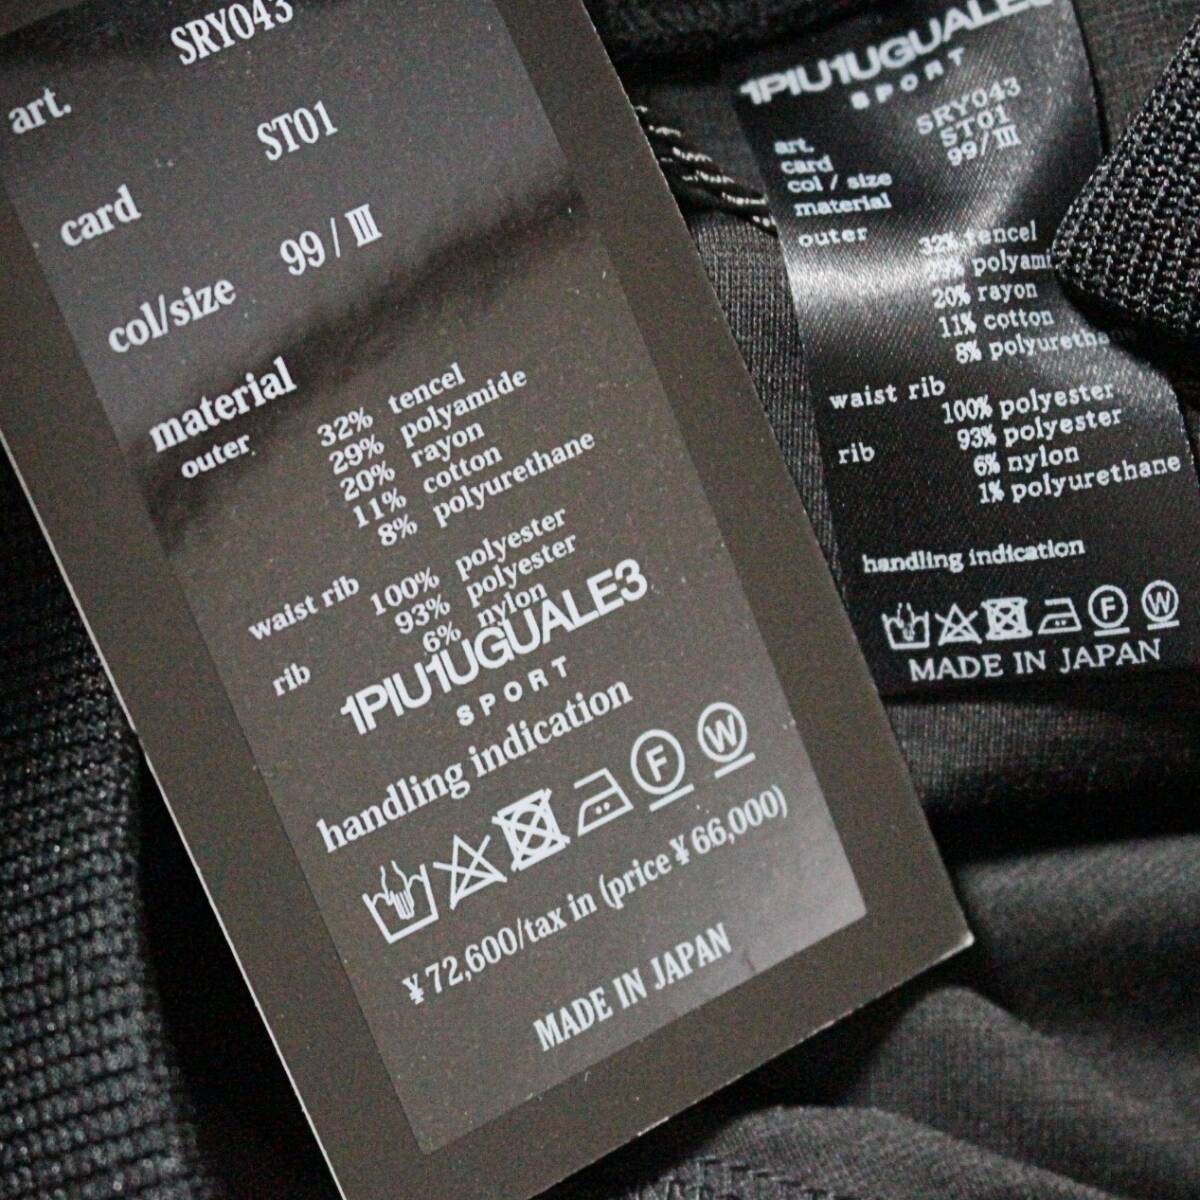 art. SRY043
card ST01
col/size 99/Ⅲ
material
outer 32% tencel
29% polyamide
20% rayon
11% cotton
8% polyurethane
waist rib 100% polyester
rib 93% polyester
6% nylon
1PIU1UGUALE3
SPORT
handling indication
F W
¥72,600/tax in (price ¥66,000)
MADE IN JAPAN
1PIU1UGUALE3
SPORT
art. SRY043
card ST01
col / size 99/Ⅲ
material
outer 32% tencel
polyami
20% rayon
11% cotton
8% polyuretha
waist rib 100% polyester
rib 93% polyester
6% nylon
1% polyurethane
handling indication
F W
MADE IN JAPAN